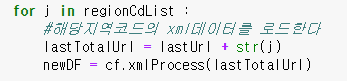 for j in regionCdList :
#해당지역코드의 xml데이터를 로드한다
lastTotalUrl = lastUrl + str(j)
newDF = cf.xmlProcess(lastTotalUrl)